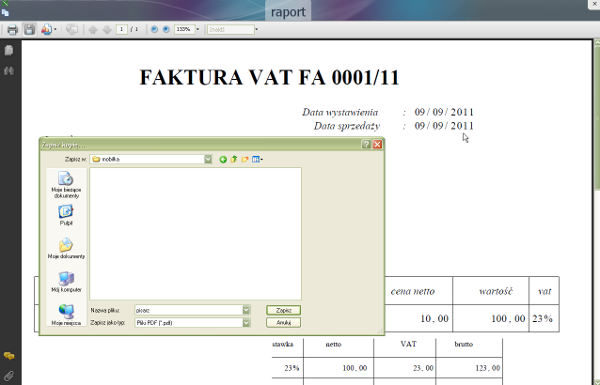 raport
1 / 1 133% Znajdź
FAKTURA VAT FA 0001/11
Data wystawienia : 09/09/2011
Data sprzedaży : 09/09/2011
Zapisz kopię...
Zapisz w: mobilka
Moje bieżące dokumenty
Pulpit
Moje dokumenty
Mój komputer
Moje miejsca
Nazwa pliku: pisarz Zapisz
Zapisz jako typ: Pliki PDF (*.pdf) Anuluj
cena netto wartość vat
10,00 100,00 23%
stawka netto VAT brutto
23% 100,00 23,00 123,00